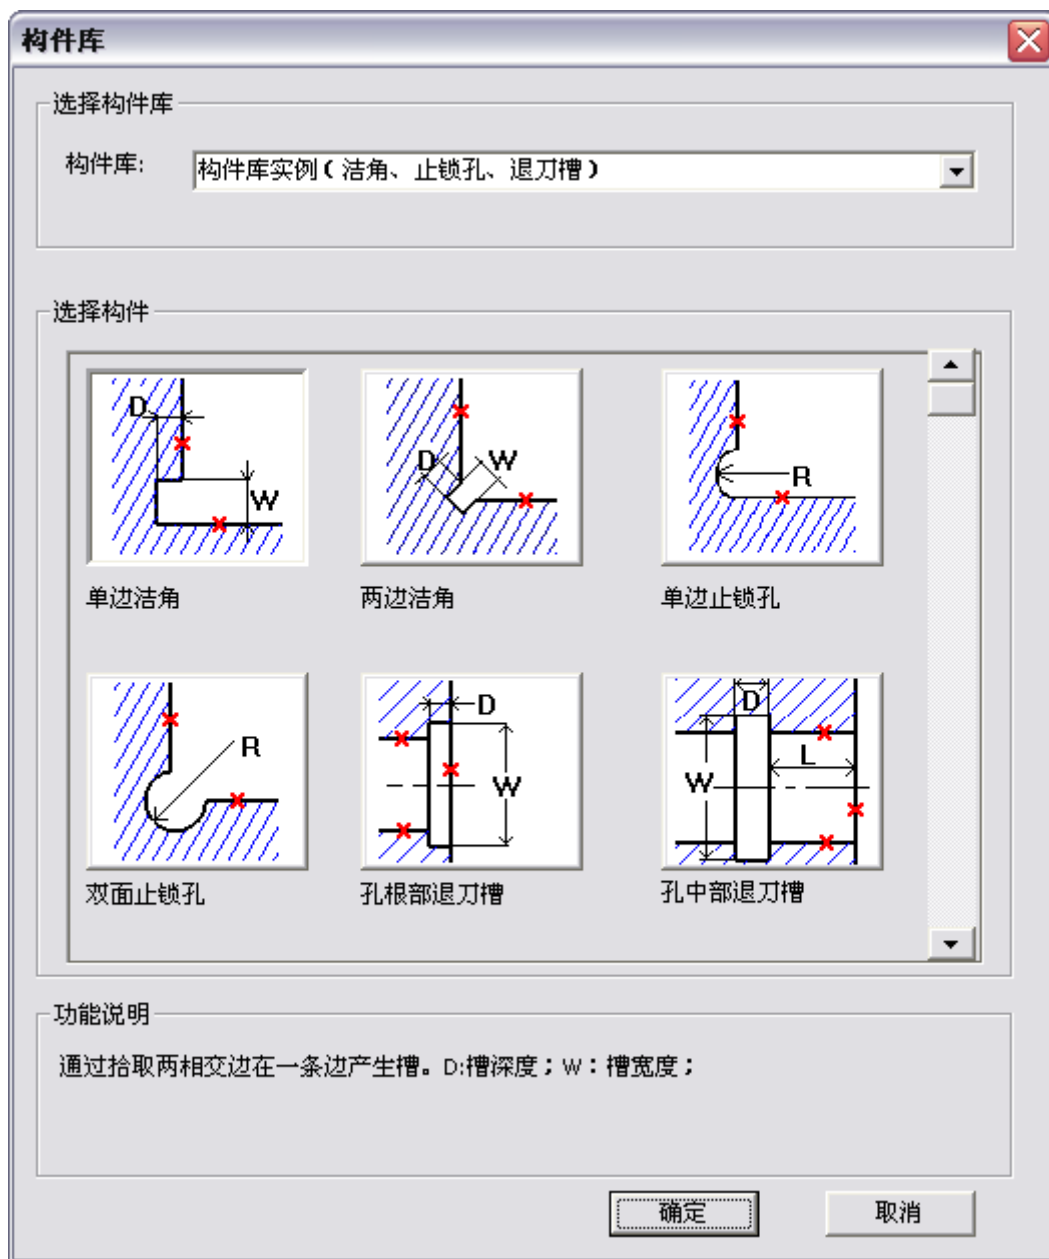 构件库
选择构件库
构件库: 构件库实例（洁角、止锁孔、退刀槽）
选择构件
D
W
单边洁角
D W
两边洁角
R
单边止锁孔
R
双面止锁孔
D
W
孔根部退刀槽
D
L
W
孔中部退刀槽
功能说明
通过拾取两相交边在一条边产生槽。D:槽深度；W：槽宽度；
确定 取消